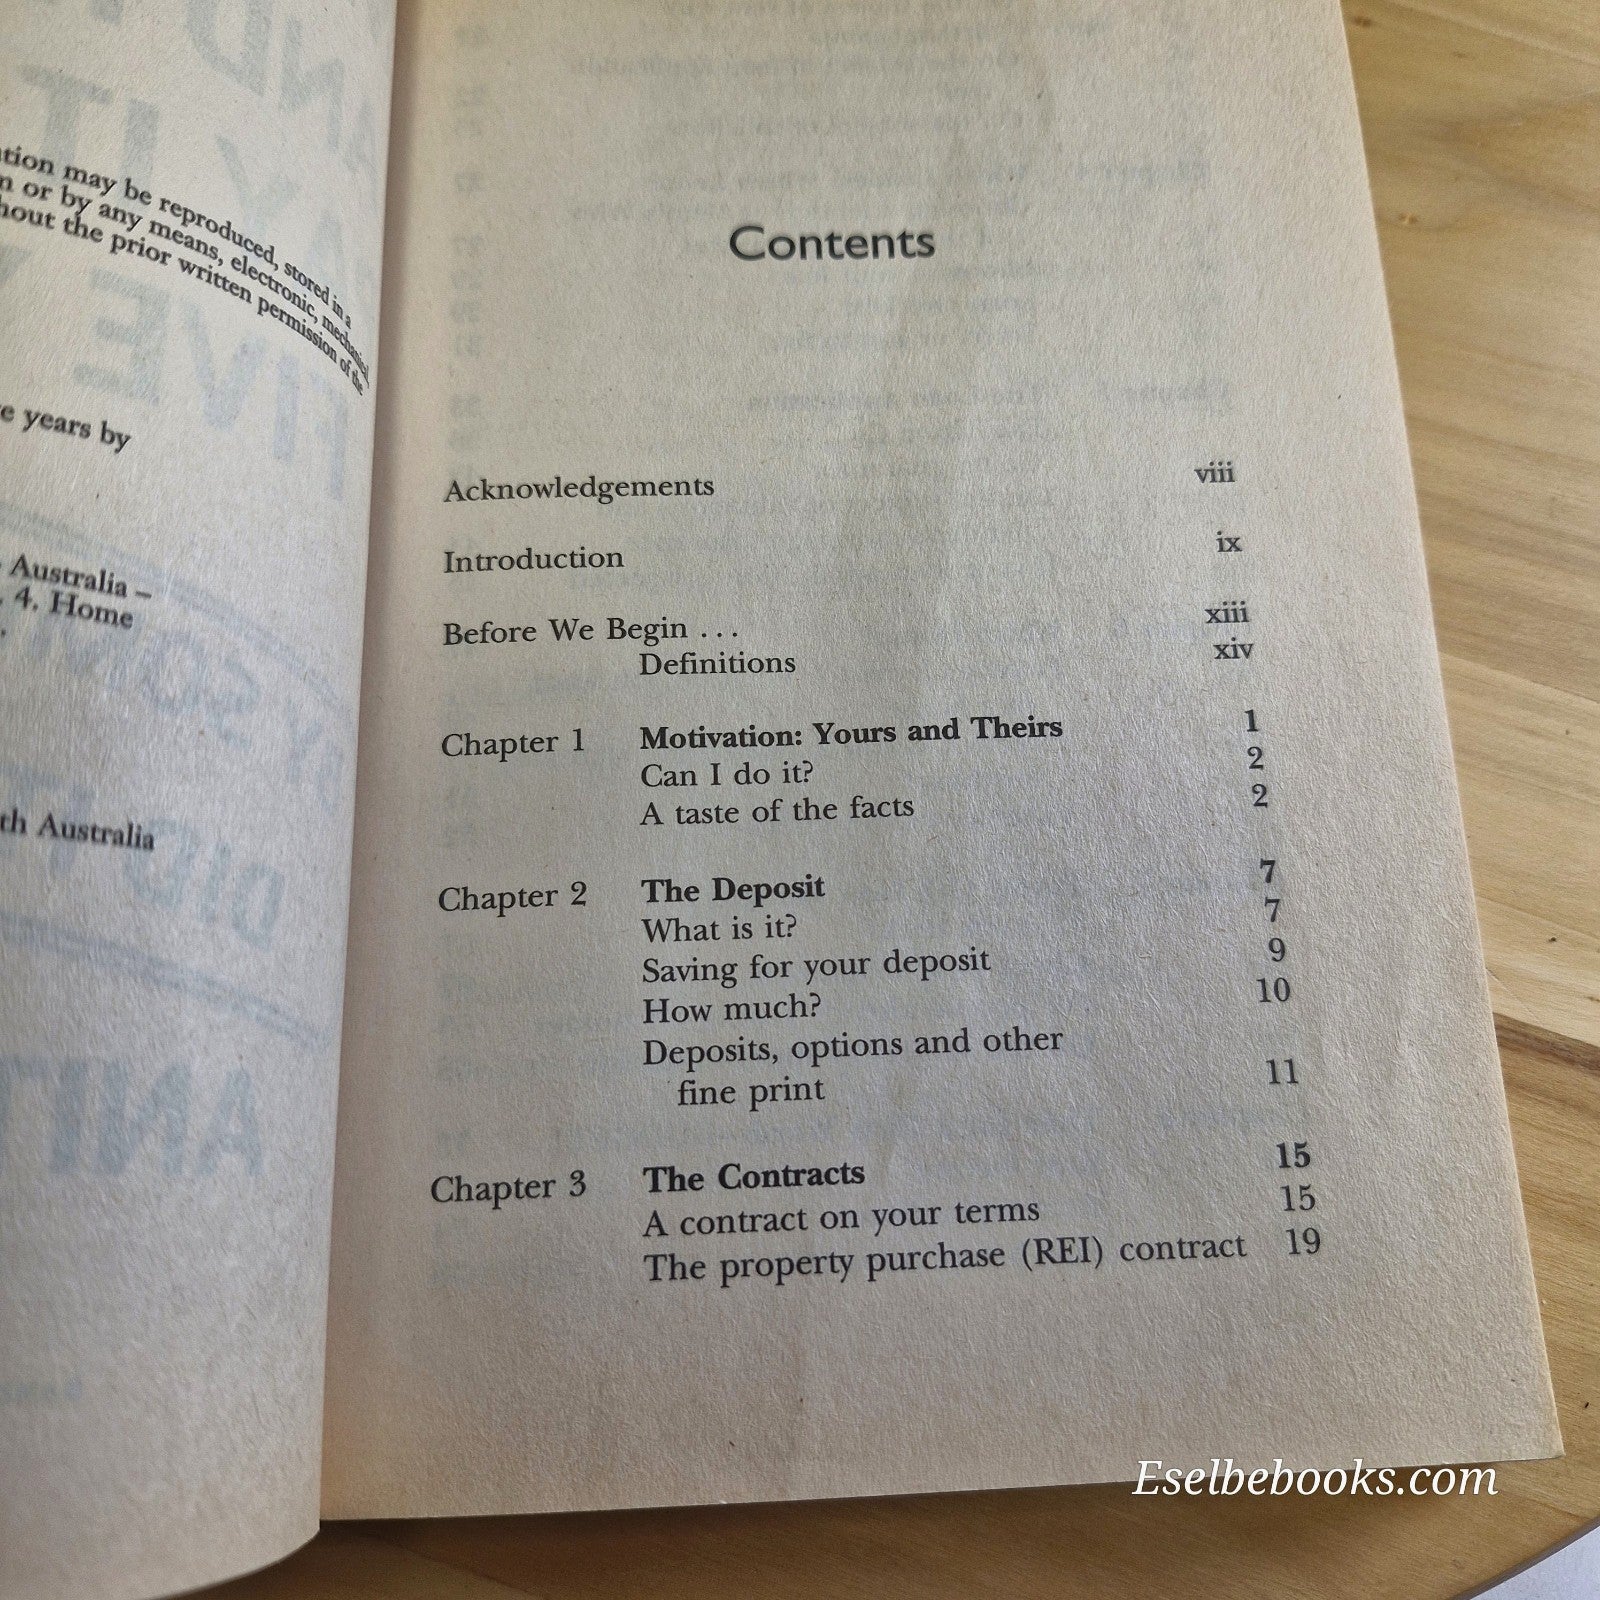 tion may be reproduced, stored in a
or by any means, electronic, mechanical,
hout the prior written permission of the
years by
Australia –
4. Home
th Australia
Contents
Acknowledgements viii
Introduction ix
Before We Begin . . . xiii
Definitions xiv
Chapter 1 Motivation: Yours and Theirs 1
Can I do it? 2
A taste of the facts 2
Chapter 2 The Deposit 7
What is it? 7
Saving for your deposit 9
How much? 10
Deposits, options and other
fine print 11
Chapter 3 The Contracts 15
A contract on your terms 15
The property purchase (REI) contract 19
Eselbebooks.com